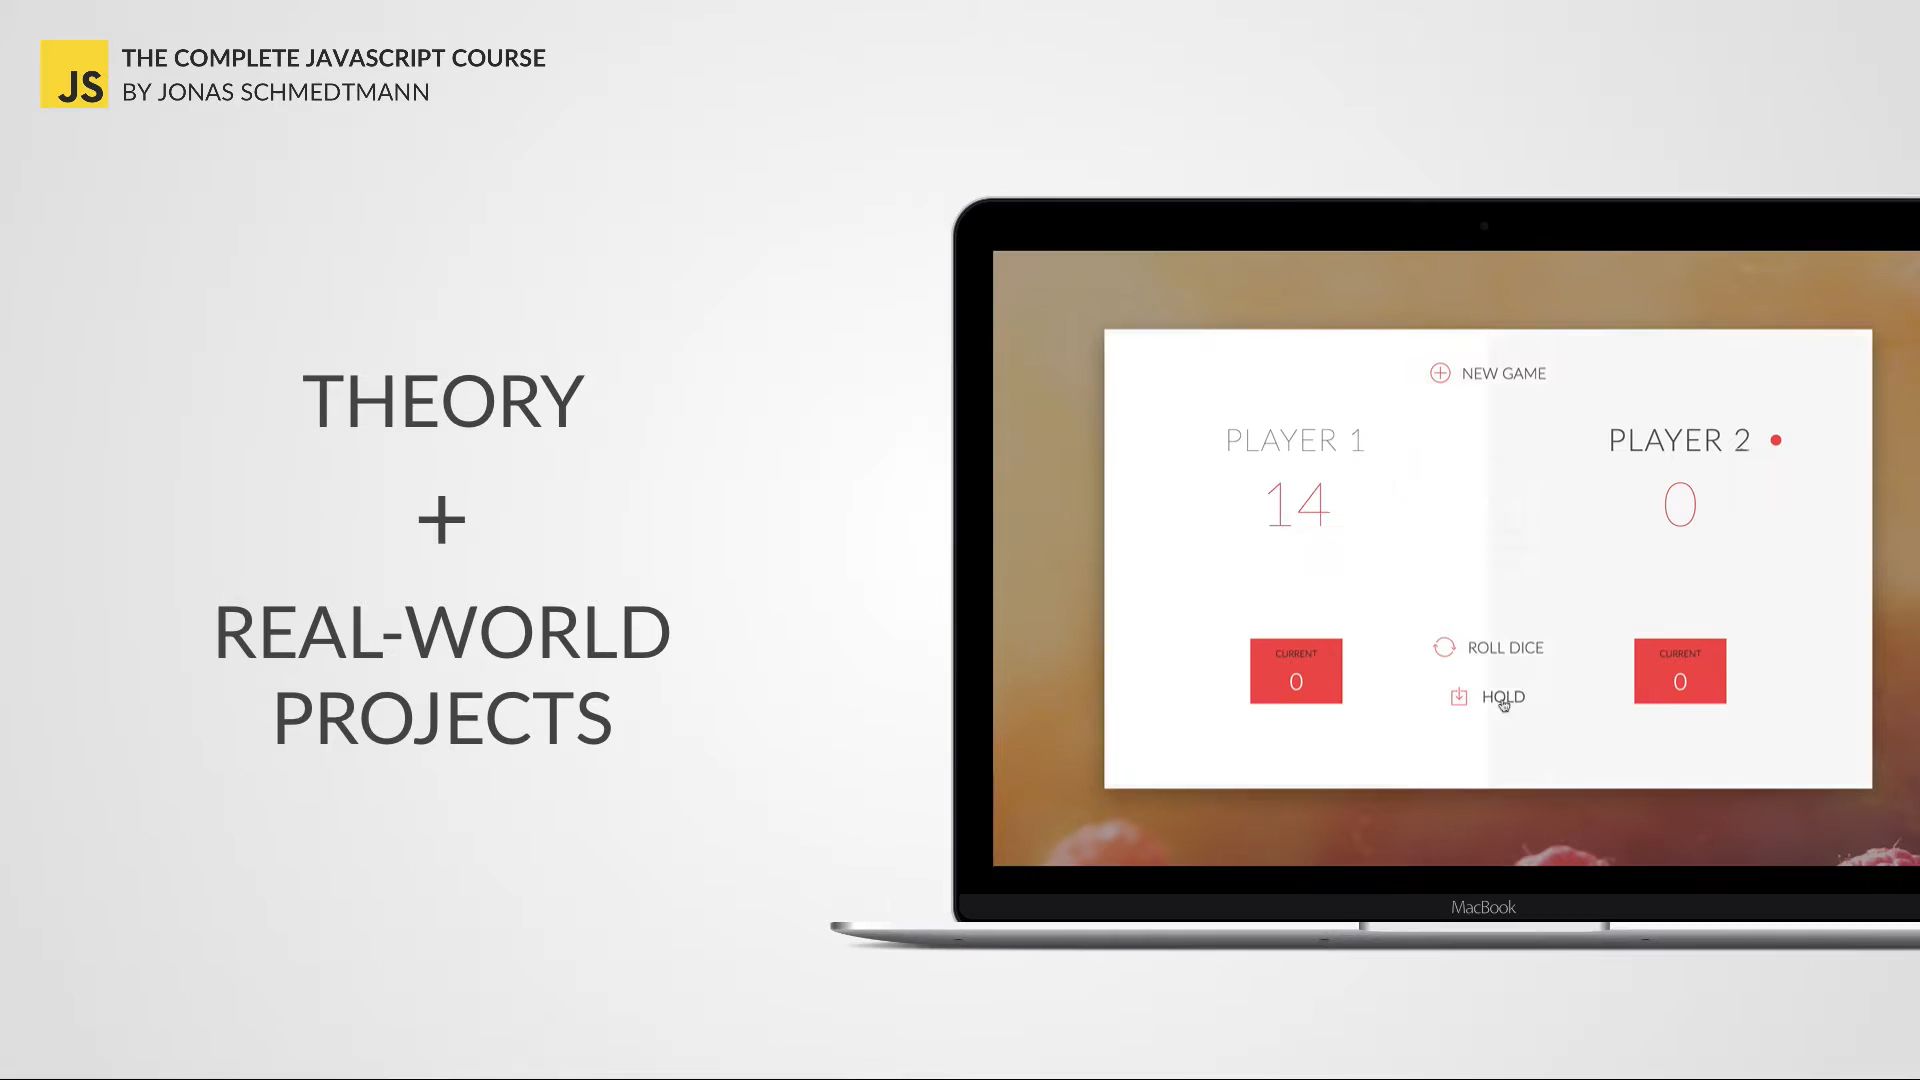 JS
THE COMPLETE JAVASCRIPT COURSE
BY JONAS SCHMEDTMANN
THEORY
+
REAL-WORLD
PROJECTS
NEW GAME
PLAYER 1
PLAYER 2
14
0
CURRENT
0
ROLL DICE
HOLD
CURRENT
0
MacBook